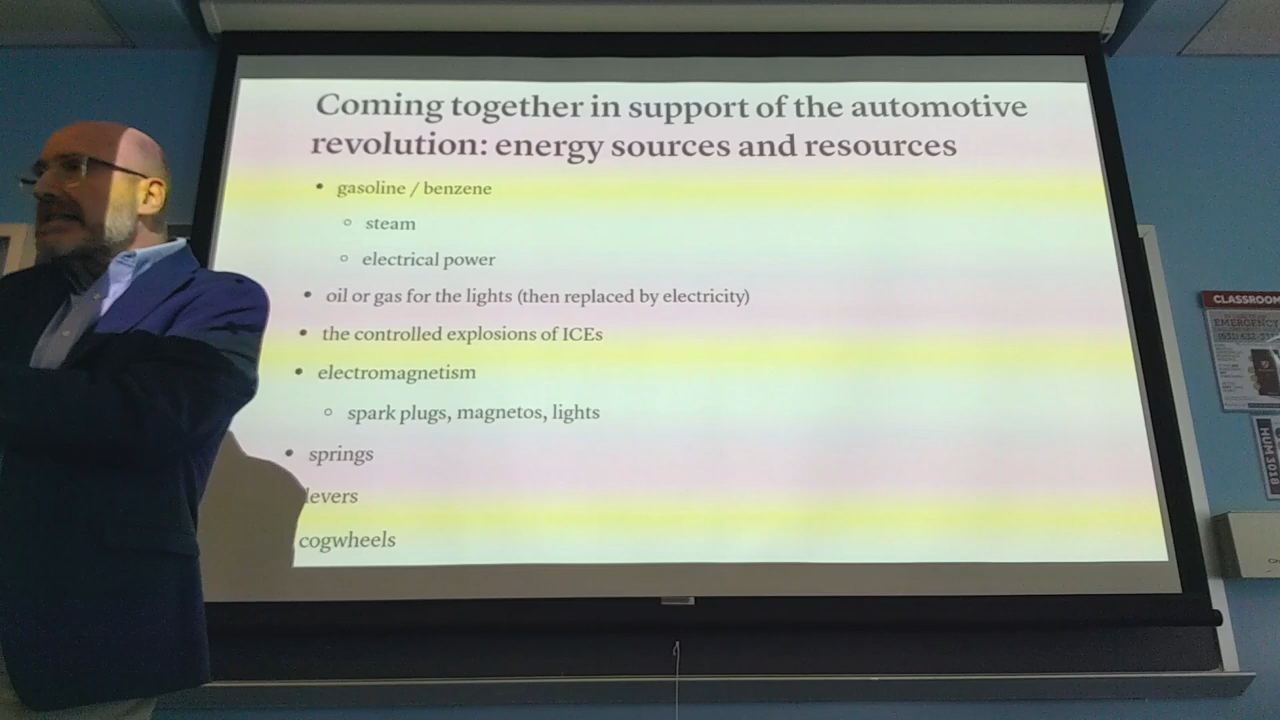 Coming together in support of the automotive
revolution: energy sources and resources
• gasoline / benzene
○ steam
○ electrical power
• oil or gas for the lights (then replaced by electricity)
• the controlled explosions of ICEs
• electromagnetism
○ spark plugs, magnetos, lights
• springs
levers
cogwheels
CLASSROOM
EMERGENCY
HUM 3018